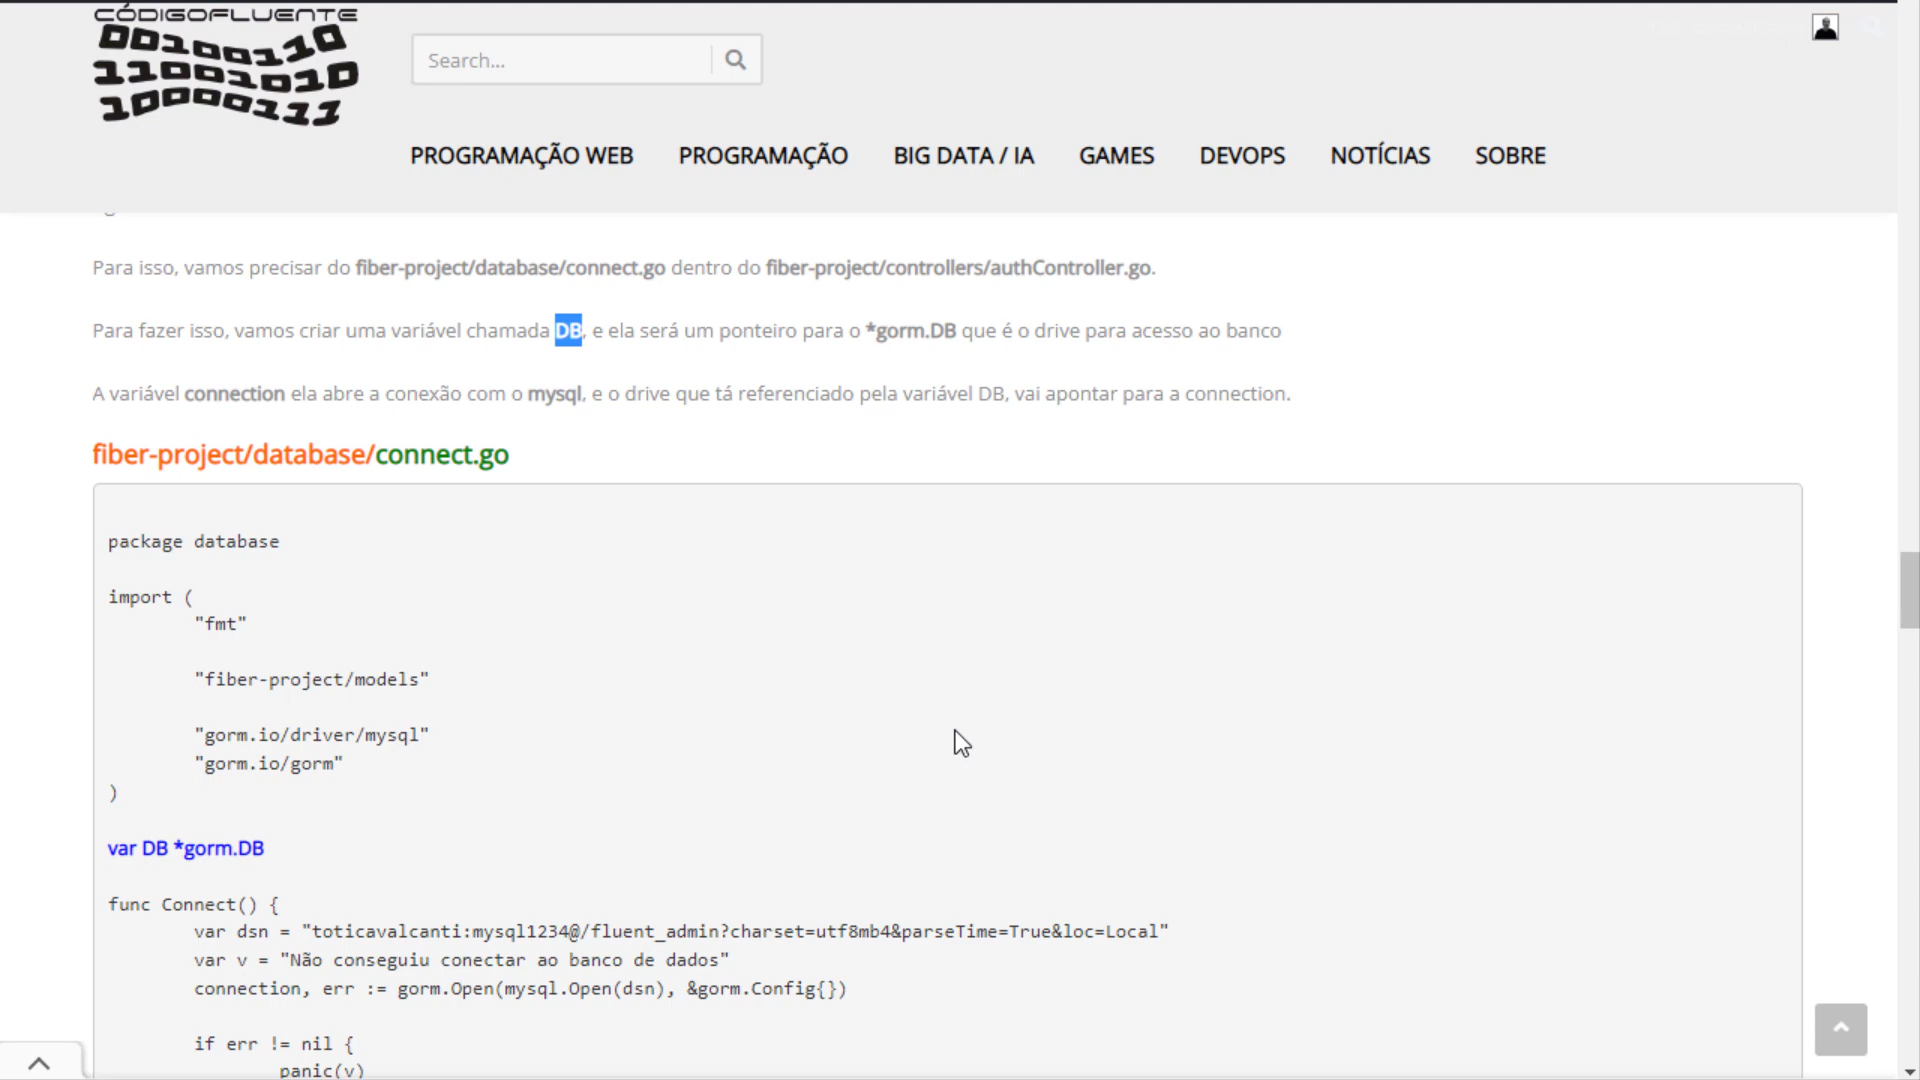 CÓDIGOFLUENTE
00100110
11001010
10000111
Search...
PROGRAMAÇÃO WEB PROGRAMAÇÃO BIG DATA / IA GAMES DEVOPS NOTÍCIAS SOBRE
Para isso, vamos precisar do fiber-project/database/connect.go dentro do fiber-project/controllers/authController.go.
Para fazer isso, vamos criar uma variável chamada DB, e ela será um ponteiro para o *gorm.DB que é o drive para acesso ao banco
A variável connection ela abre a conexão com o mysql, e o drive que tá referenciado pela variável DB, vai apontar para a connection.
fiber-project/database/connect.go
package database
import (
"fmt"
"fiber-project/models"
"gorm.io/driver/mysql"
"gorm.io/gorm"
)
var DB *gorm.DB
func Connect() {
var dsn = "toticavalcanti:mysql1234@/fluent_admin?charset=utf8mb4&parseTime=True&loc=Local"
var v = "Não conseguiu conectar ao banco de dados"
connection, err := gorm.Open(mysql.Open(dsn), &gorm.Config{})
if err != nil {
panic(v)